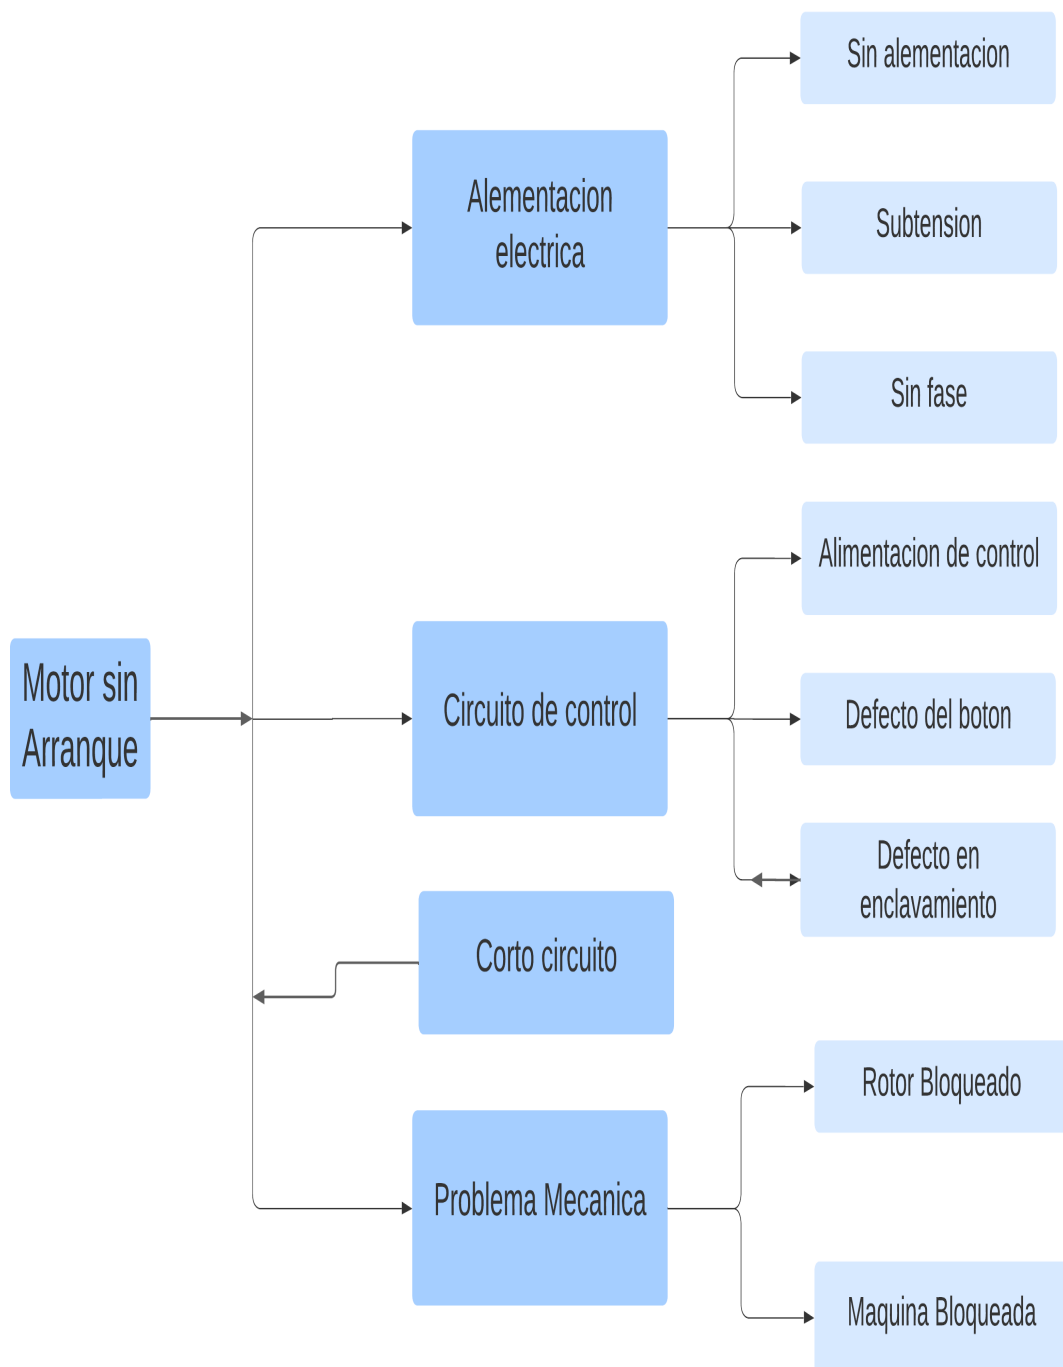 Sin alementacion
Alementacion
electrica
Subtension
Sin fase
Alimentacion de control
Motor sin
Arranque
Circuito de control
Defecto del boton
Defecto en
enclavamiento
Corto circuito
Rotor Bloqueado
Problema Mecanica
Maquina Bloqueada